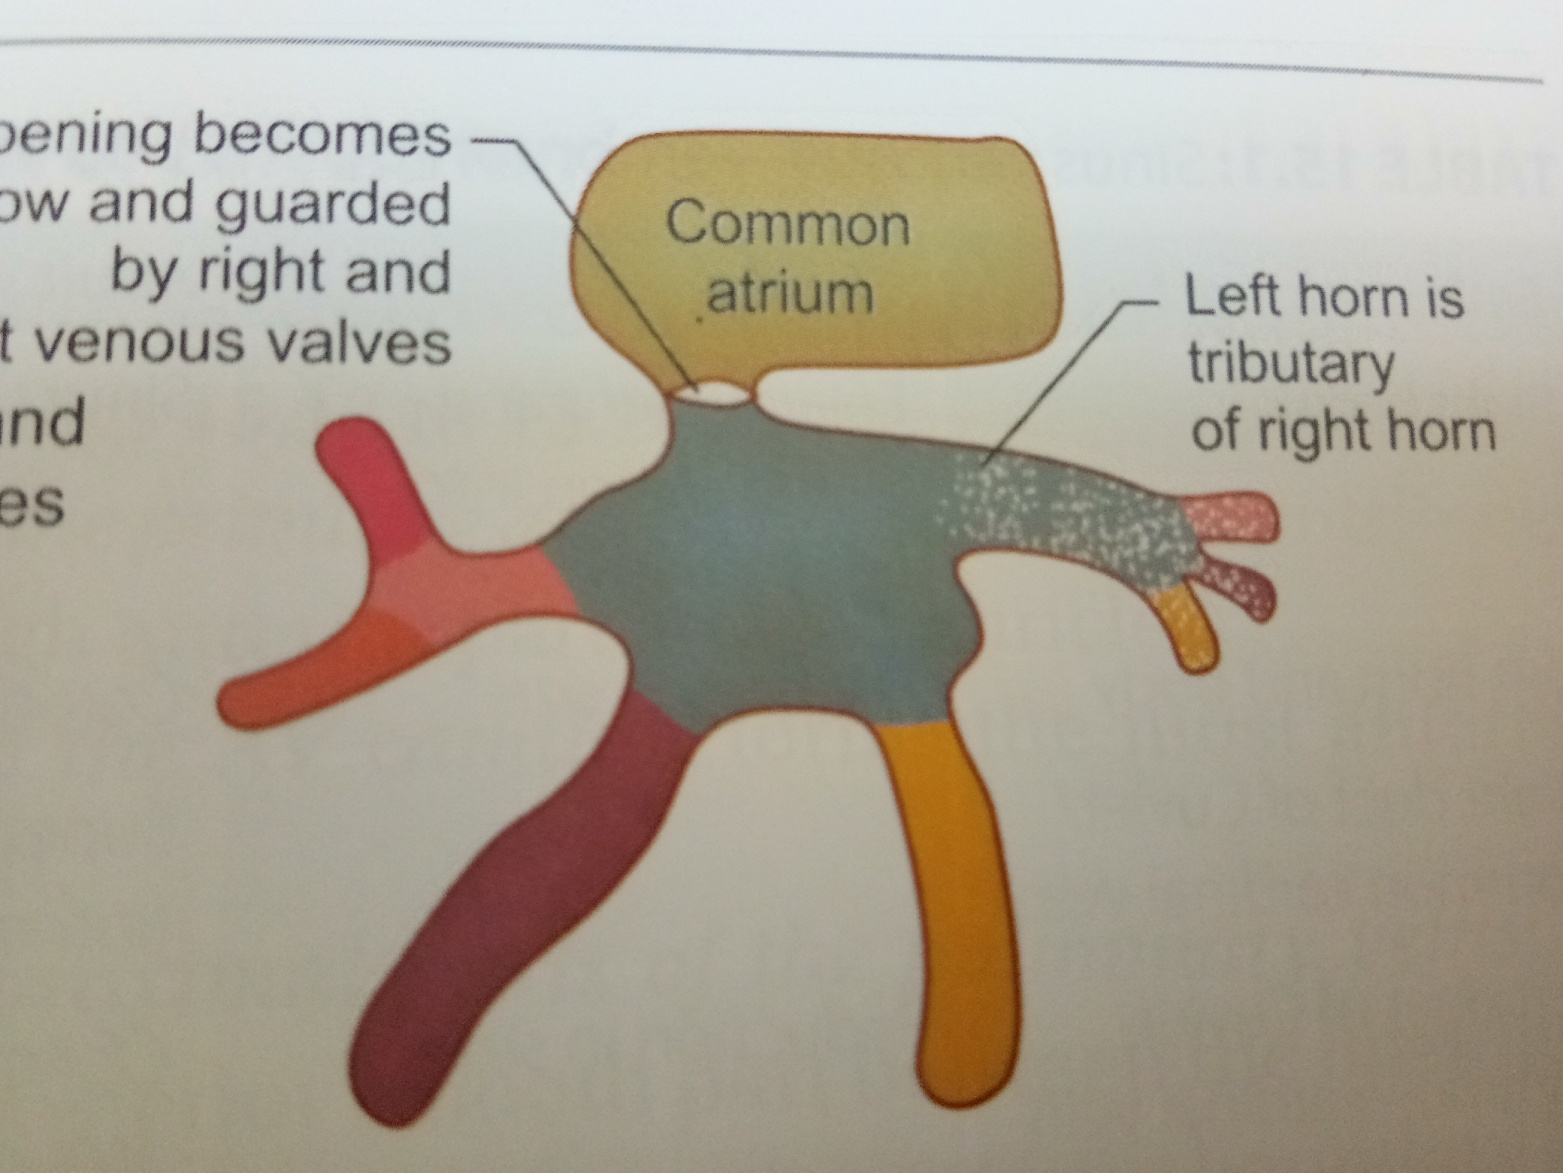 pening becomes
ow and guarded
by right and
t venous valves
and
es
Common
atrium
Left horn is
tributary
of right horn